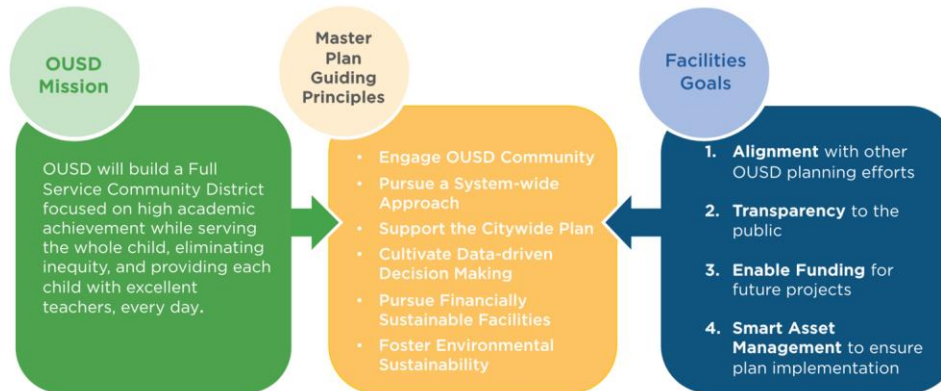 OUSD
Mission
OUSD will build a Full
Service Community District
focused on high academic
achievement while serving
the whole child, eliminating
inequity, and providing each
child with excellent
teachers, every day.
Master
Plan
Guiding
Principles
• Engage OUSD Community
• Pursue a System-wide
Approach
• Support the Citywide Plan
• Cultivate Data-driven
Decision Making
• Pursue Financially
Sustainable Facilities
• Foster Environmental
Sustainability
Facilities
Goals
1. Alignment with other
OUSD planning efforts
2. Transparency to the
public
3. Enable Funding for
future projects
4. Smart Asset
Management to ensure
plan implementation